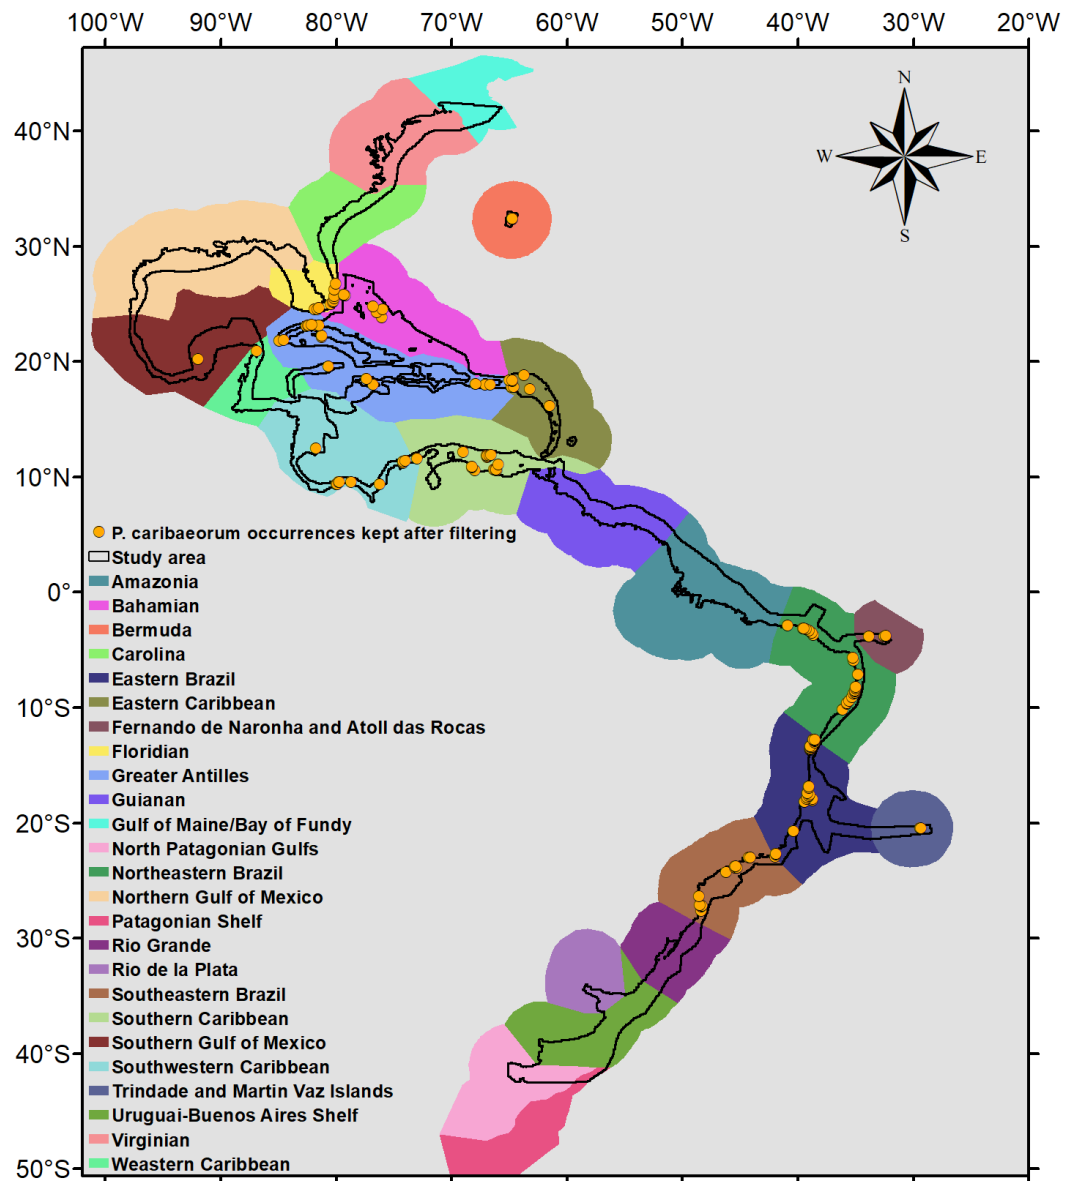 100°W 90°W 80°W 70°W 60°W 50°W 40°W 30°W 20°W
N
W E
S
40°N
30°N
20°N
10°N
0°
10°S
20°S
30°S
40°S
50°S
P. caribaeorum occurrences kept after filtering
Study area
Amazonia
Bahamian
Bermuda
Carolina
Eastern Brazil
Eastern Caribbean
Fernando de Naronha and Atoll das Rocas
Floridian
Greater Antilles
Guianan
Gulf of Maine/Bay of Fundy
North Patagonian Gulfs
Northeastern Brazil
Northern Gulf of Mexico
Patagonian Shelf
Rio Grande
Rio de la Plata
Southeastern Brazil
Southern Caribbean
Southern Gulf of Mexico
Southwestern Caribbean
Trindade and Martin Vaz Islands
Uruguai-Buenos Aires Shelf
Virginian
Weastern Caribbean